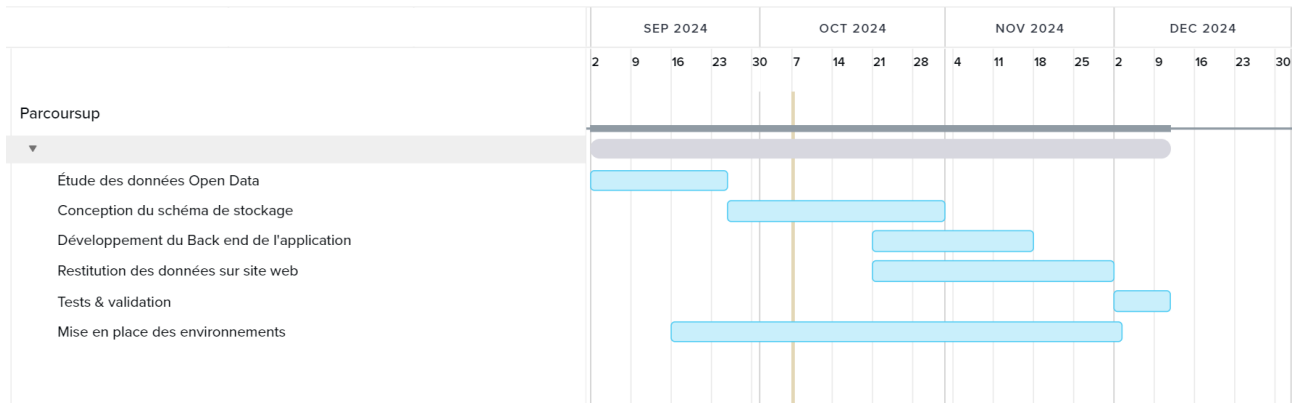 SEP 2024 OCT 2024 NOV 2024 DEC 2024
2 9 16 23 30 7 14 21 28 4 11 18 25 2 9 16 23 30
Parcoursup
Étude des données Open Data
Conception du schéma de stockage
Développement du Back end de l'application
Restitution des données sur site web
Tests & validation
Mise en place des environnements